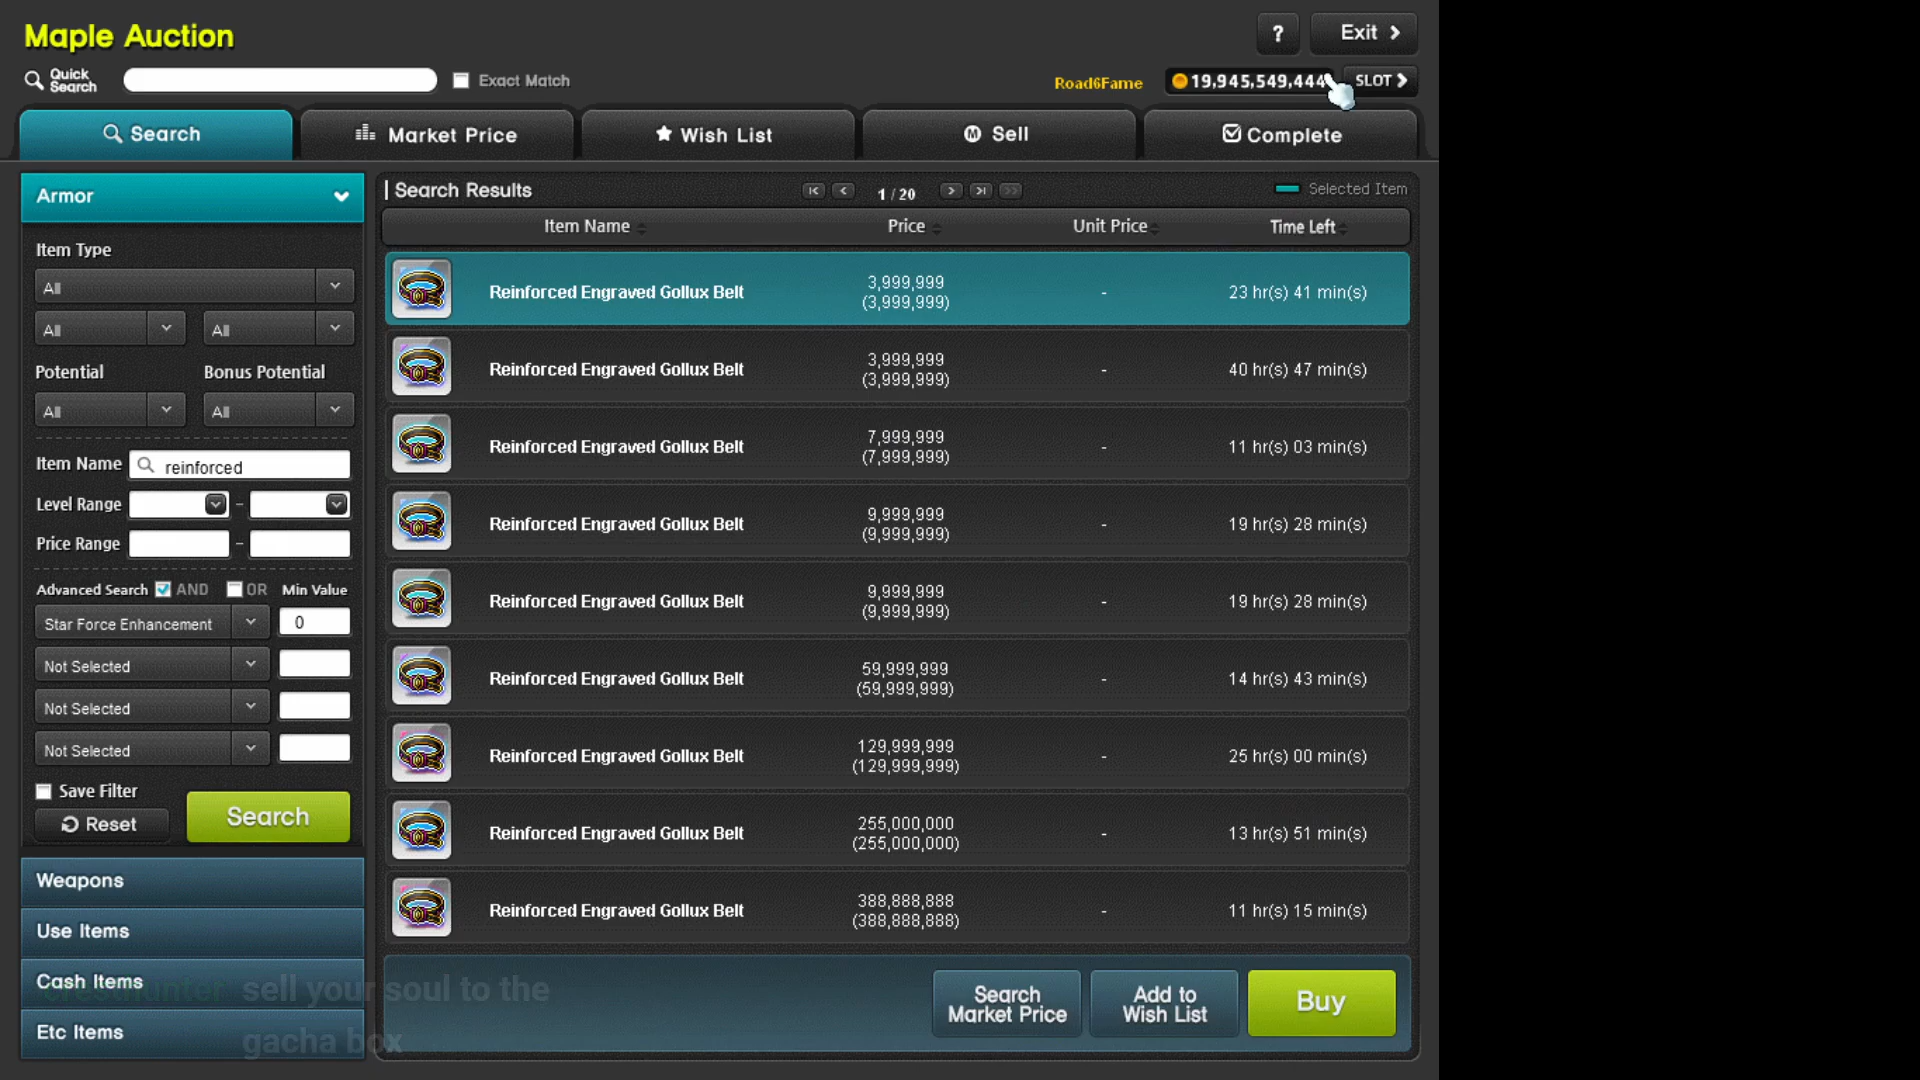 Maple Auction
?
Exit
Quick
Search
Exact Match
Road6Fame
19,945,549,444
SLOT
Search
Market Price
Wish List
Sell
Complete
Armor
Item Type
All
All
All
Potential
Bonus Potential
All
All
Item Name
reinforced
Level Range
-
Price Range
-
Advanced Search
AND
OR
Min Value
Star Force Enhancement
0
Not Selected
Not Selected
Not Selected
Save Filter
Reset
Search
Weapons
Use Items
Cash Items
Etc Items
Search Results
1 / 20
Selected Item
Item Name
Price
Unit Price
Time Left
Reinforced Engraved Gollux Belt
3,999,999
(3,999,999)
-
23 hr(s) 41 min(s)
Reinforced Engraved Gollux Belt
3,999,999
(3,999,999)
-
40 hr(s) 47 min(s)
Reinforced Engraved Gollux Belt
7,999,999
(7,999,999)
-
11 hr(s) 03 min(s)
Reinforced Engraved Gollux Belt
9,999,999
(9,999,999)
-
19 hr(s) 28 min(s)
Reinforced Engraved Gollux Belt
9,999,999
(9,999,999)
-
19 hr(s) 28 min(s)
Reinforced Engraved Gollux Belt
59,999,999
(59,999,999)
-
14 hr(s) 43 min(s)
Reinforced Engraved Gollux Belt
129,999,999
(129,999,999)
-
25 hr(s) 00 min(s)
Reinforced Engraved Gollux Belt
255,000,000
(255,000,000)
-
13 hr(s) 51 min(s)
Reinforced Engraved Gollux Belt
388,888,888
(388,888,888)
-
11 hr(s) 15 min(s)
sell your soul to the
gacha box
Search
Market Price
Add to
Wish List
Buy